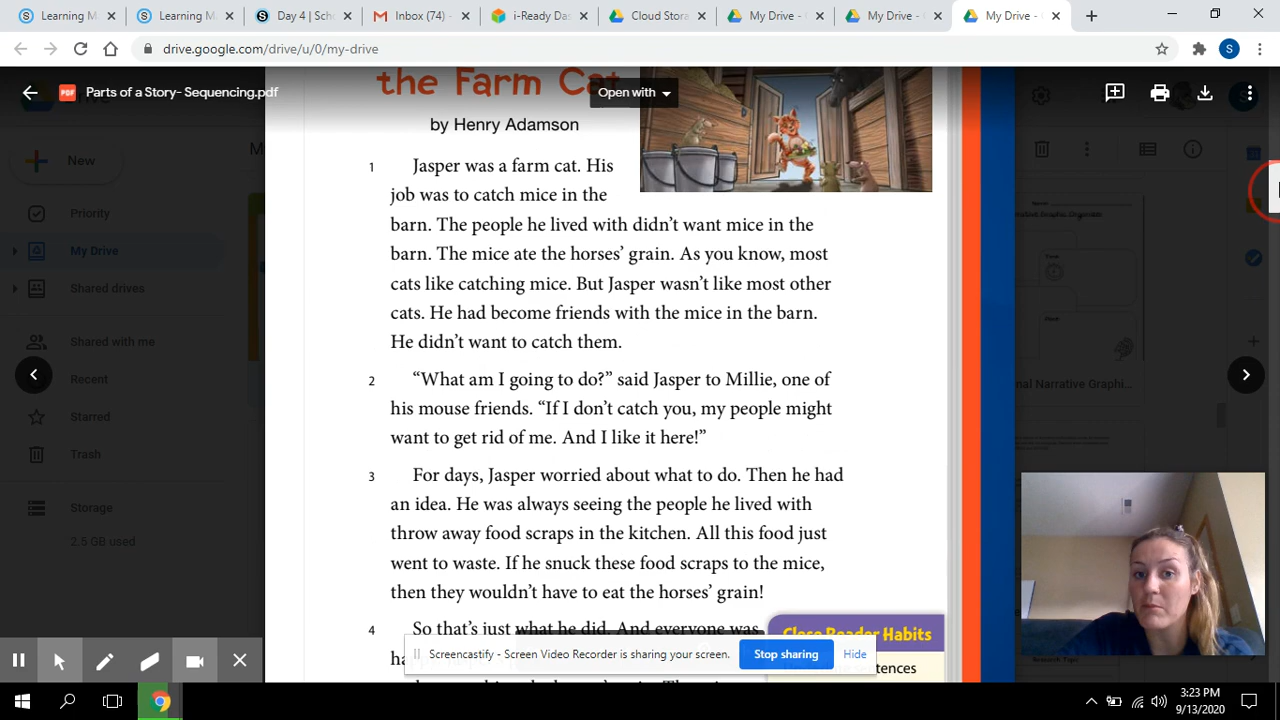 Learning M
Learning M
Day 4 | Sch
Inbox (74) -
i-Ready Das
Cloud Stora
My Drive -
My Drive -
My Drive -
drive.google.com/drive/u/0/my-drive
the Farm Cat
Parts of a Story- Sequencing.pdf
Open with
by Henry Adamson
New
1 Jasper was a farm cat. His
job was to catch mice in the
barn. The people he lived with didn’t want mice in the
barn. The mice ate the horses’ grain. As you know, most
cats like catching mice. But Jasper wasn’t like most other
cats. He had become friends with the mice in the barn.
He didn’t want to catch them.
2 “What am I going to do?” said Jasper to Millie, one of
his mouse friends. “If I don’t catch you, my people might
want to get rid of me. And I like it here!”
3 For days, Jasper worried about what to do. Then he had
an idea. He was always seeing the people he lived with
throw away food scraps in the kitchen. All this food just
went to waste. If he snuck these food scraps to the mice,
then they wouldn’t have to eat the horses’ grain!
4 So that’s just what he did. And everyone was
Close Reader Habits
Priority
My Drive
Shared drives
Shared with me
Recent
Starred
Trash
Storage
2.5 GB used
Screencastify - Screen Video Recorder is sharing your screen.
Stop sharing
Hide
3:23 PM
9/13/2020